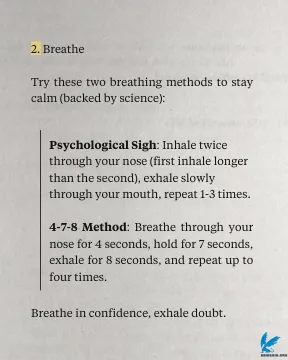 2. Breathe
Try these two breathing methods to stay
calm (backed by science):
Psychological Sigh: Inhale twice
through your nose (first inhale longer
than the second), exhale slowly
through your mouth, repeat 1-3 times.
4-7-8 Method: Breathe through your
nose for 4 seconds, hold for 7 seconds,
exhale for 8 seconds, and repeat up to
four times.
Breathe in confidence, exhale doubt.